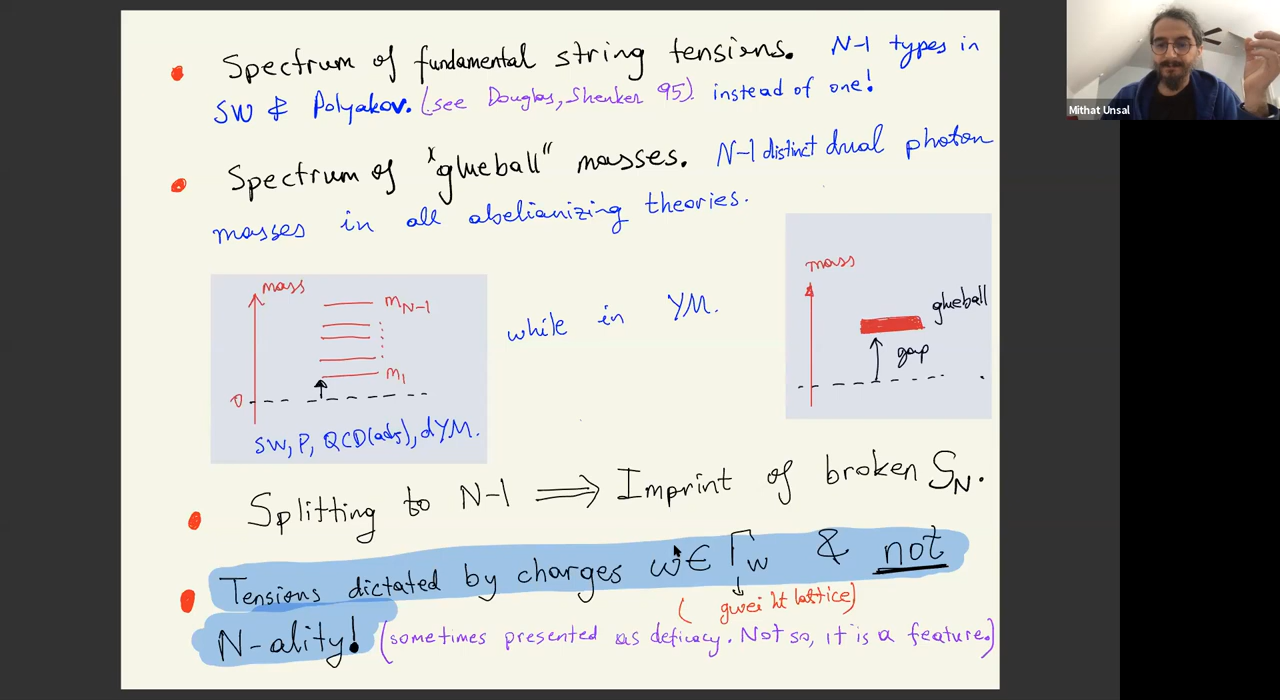 Spectrum of fundamental string tensions. N-1 types in
SW & Polyakov. (see Douglas, Shenker 95) instead of one!
Spectrum of "glueball" masses. N-1 distinct dual photon
masses in all abelianizing theories.
mass
m_{N-1}
m_1
0
SW, P, QCD(adj), dYM.
while in YM.
mass
glueball
gap
Splitting to N-1 ⟹ Imprint of broken S_N.
Tensions dictated by charges w ∈ Γ_w & not
(gwei ht lattice)
N-ality! (sometimes presented as deficacy. Not so, it is a feature.)
Mithat Unsal